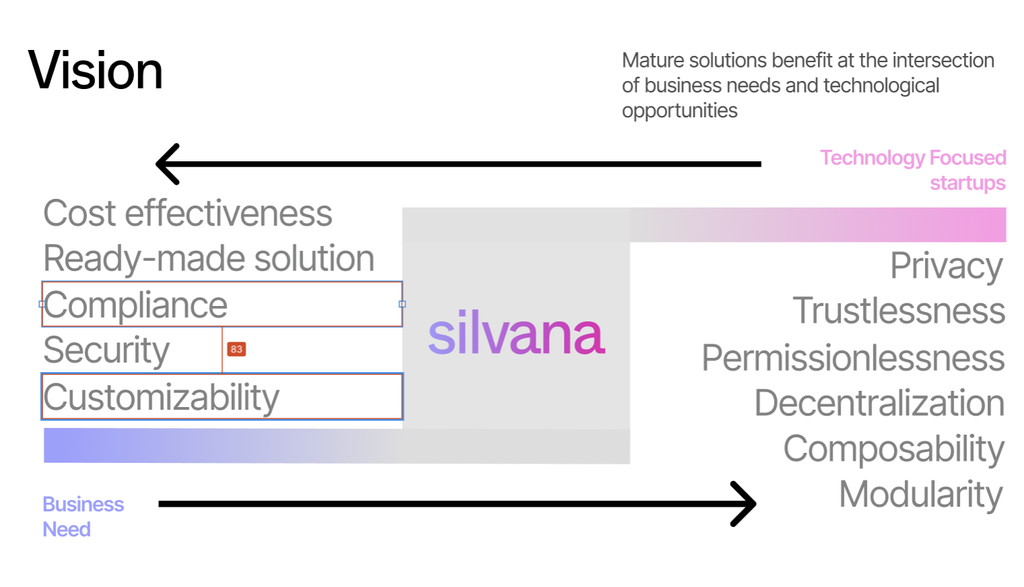 Vision
Mature solutions benefit at the intersection
of business needs and technological
opportunities
Technology Focused
startups
Cost effectiveness
Ready-made solution
Compliance
Security
83
Customizability
silvana
Privacy
Trustlessness
Permissionlessness
Decentralization
Composability
Modularity
Business
Need